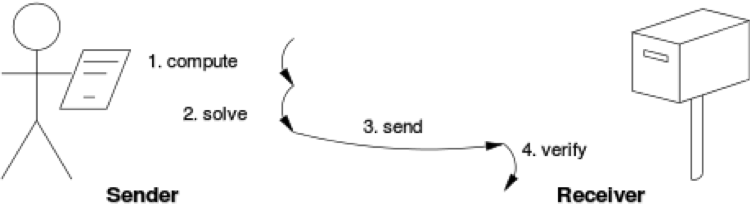 1. compute
2. solve
3. send
4. verify
Sender
Receiver